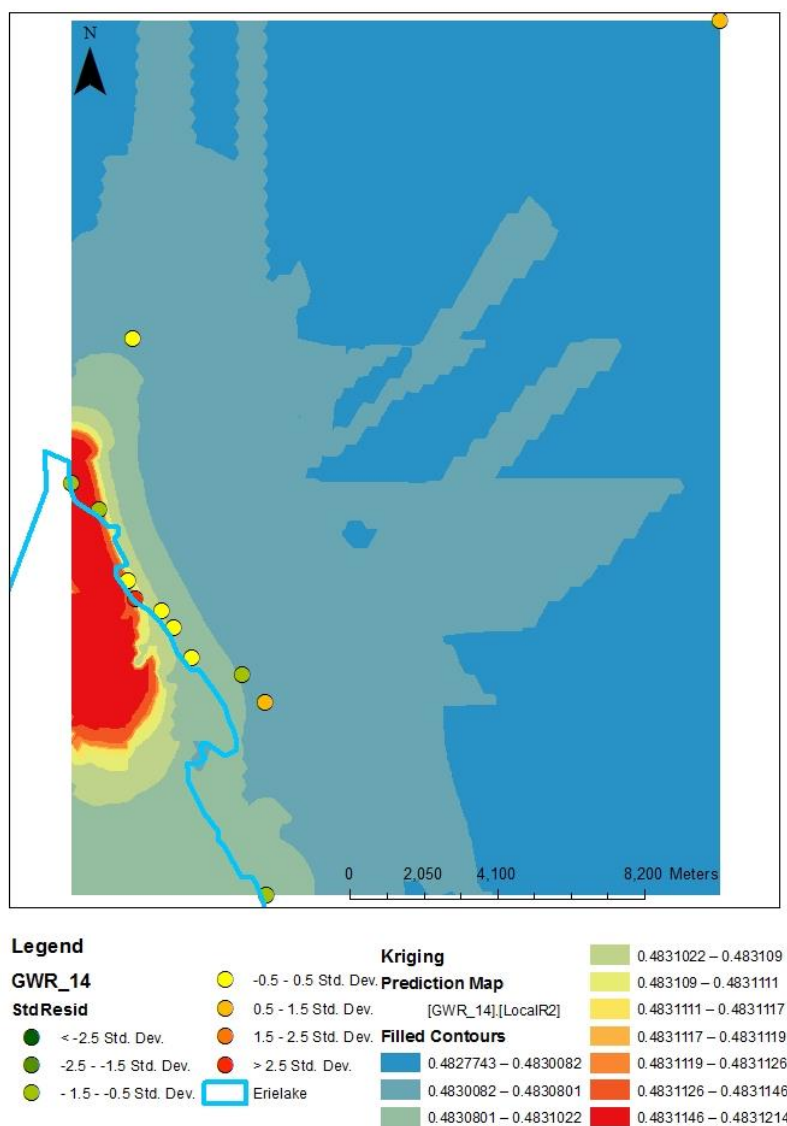 N
0 2,050 4,100 8,200 Meters
Legend
GWR_14
StdResid
< -2.5 Std. Dev.
-2.5 - -1.5 Std. Dev.
- 1.5 - -0.5 Std. Dev.
-0.5 - 0.5 Std. Dev.
0.5 - 1.5 Std. Dev.
1.5 - 2.5 Std. Dev.
> 2.5 Std. Dev.
Erielake
Kriging
Prediction Map
[GWR_14].[LocalR2]
Filled Contours
0.4827743 – 0.4830082
0.4830082 – 0.4830801
0.4830801 – 0.4831022
0.4831022 – 0.483109
0.483109 – 0.4831111
0.4831111 – 0.4831117
0.4831117 – 0.4831119
0.4831119 – 0.4831126
0.4831126 – 0.4831146
0.4831146 – 0.4831214